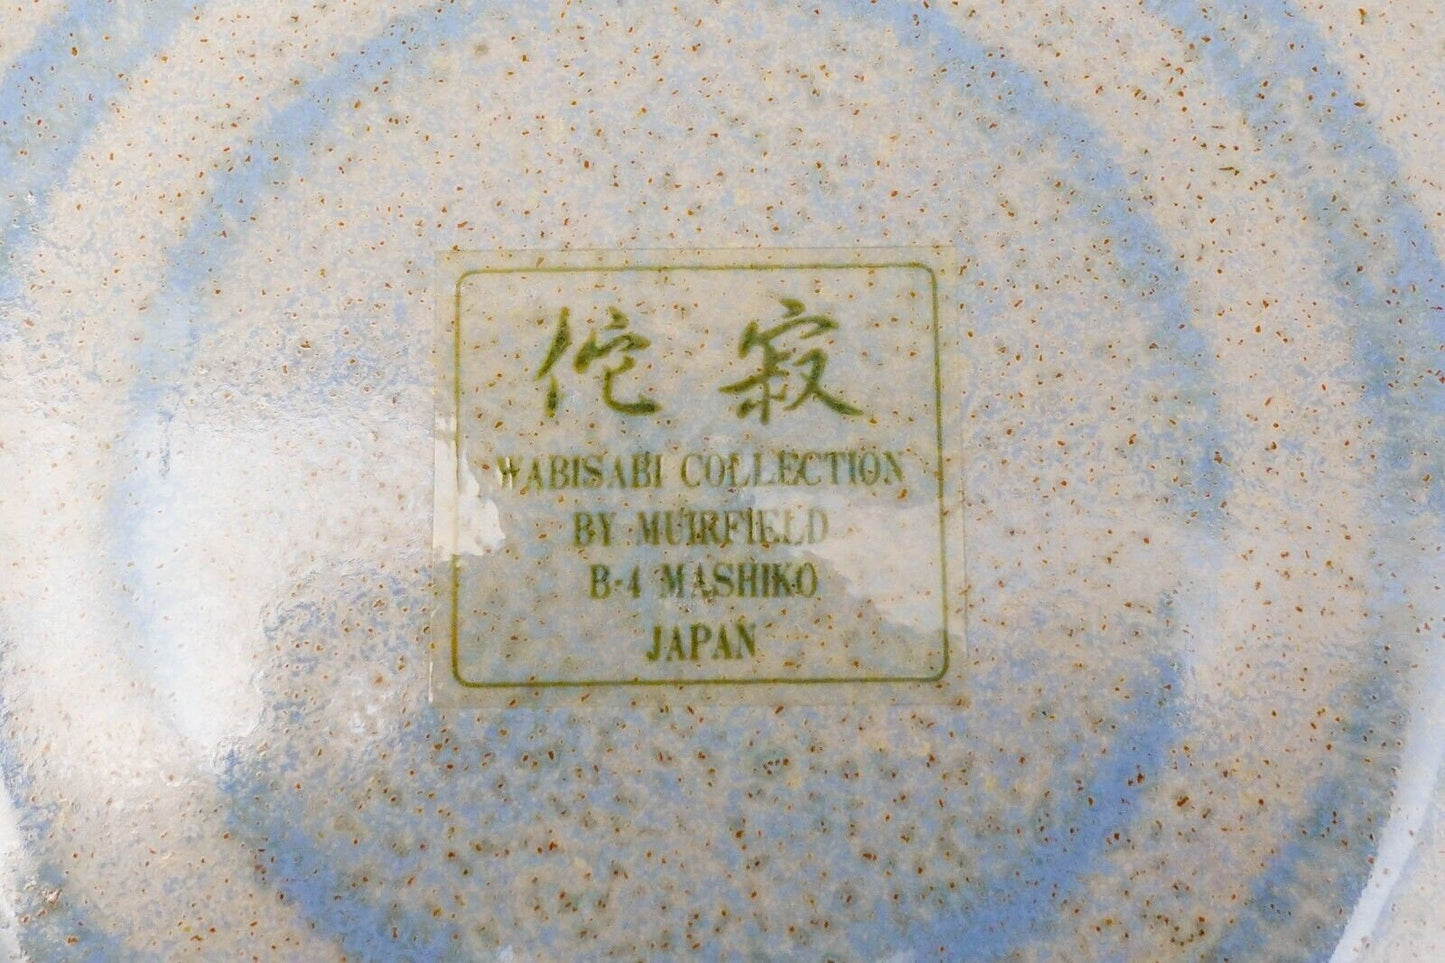 侘 寂
WABISABI COLLECTION
BY MUIRFIELD
B-4 MASHIKO
JAPAN